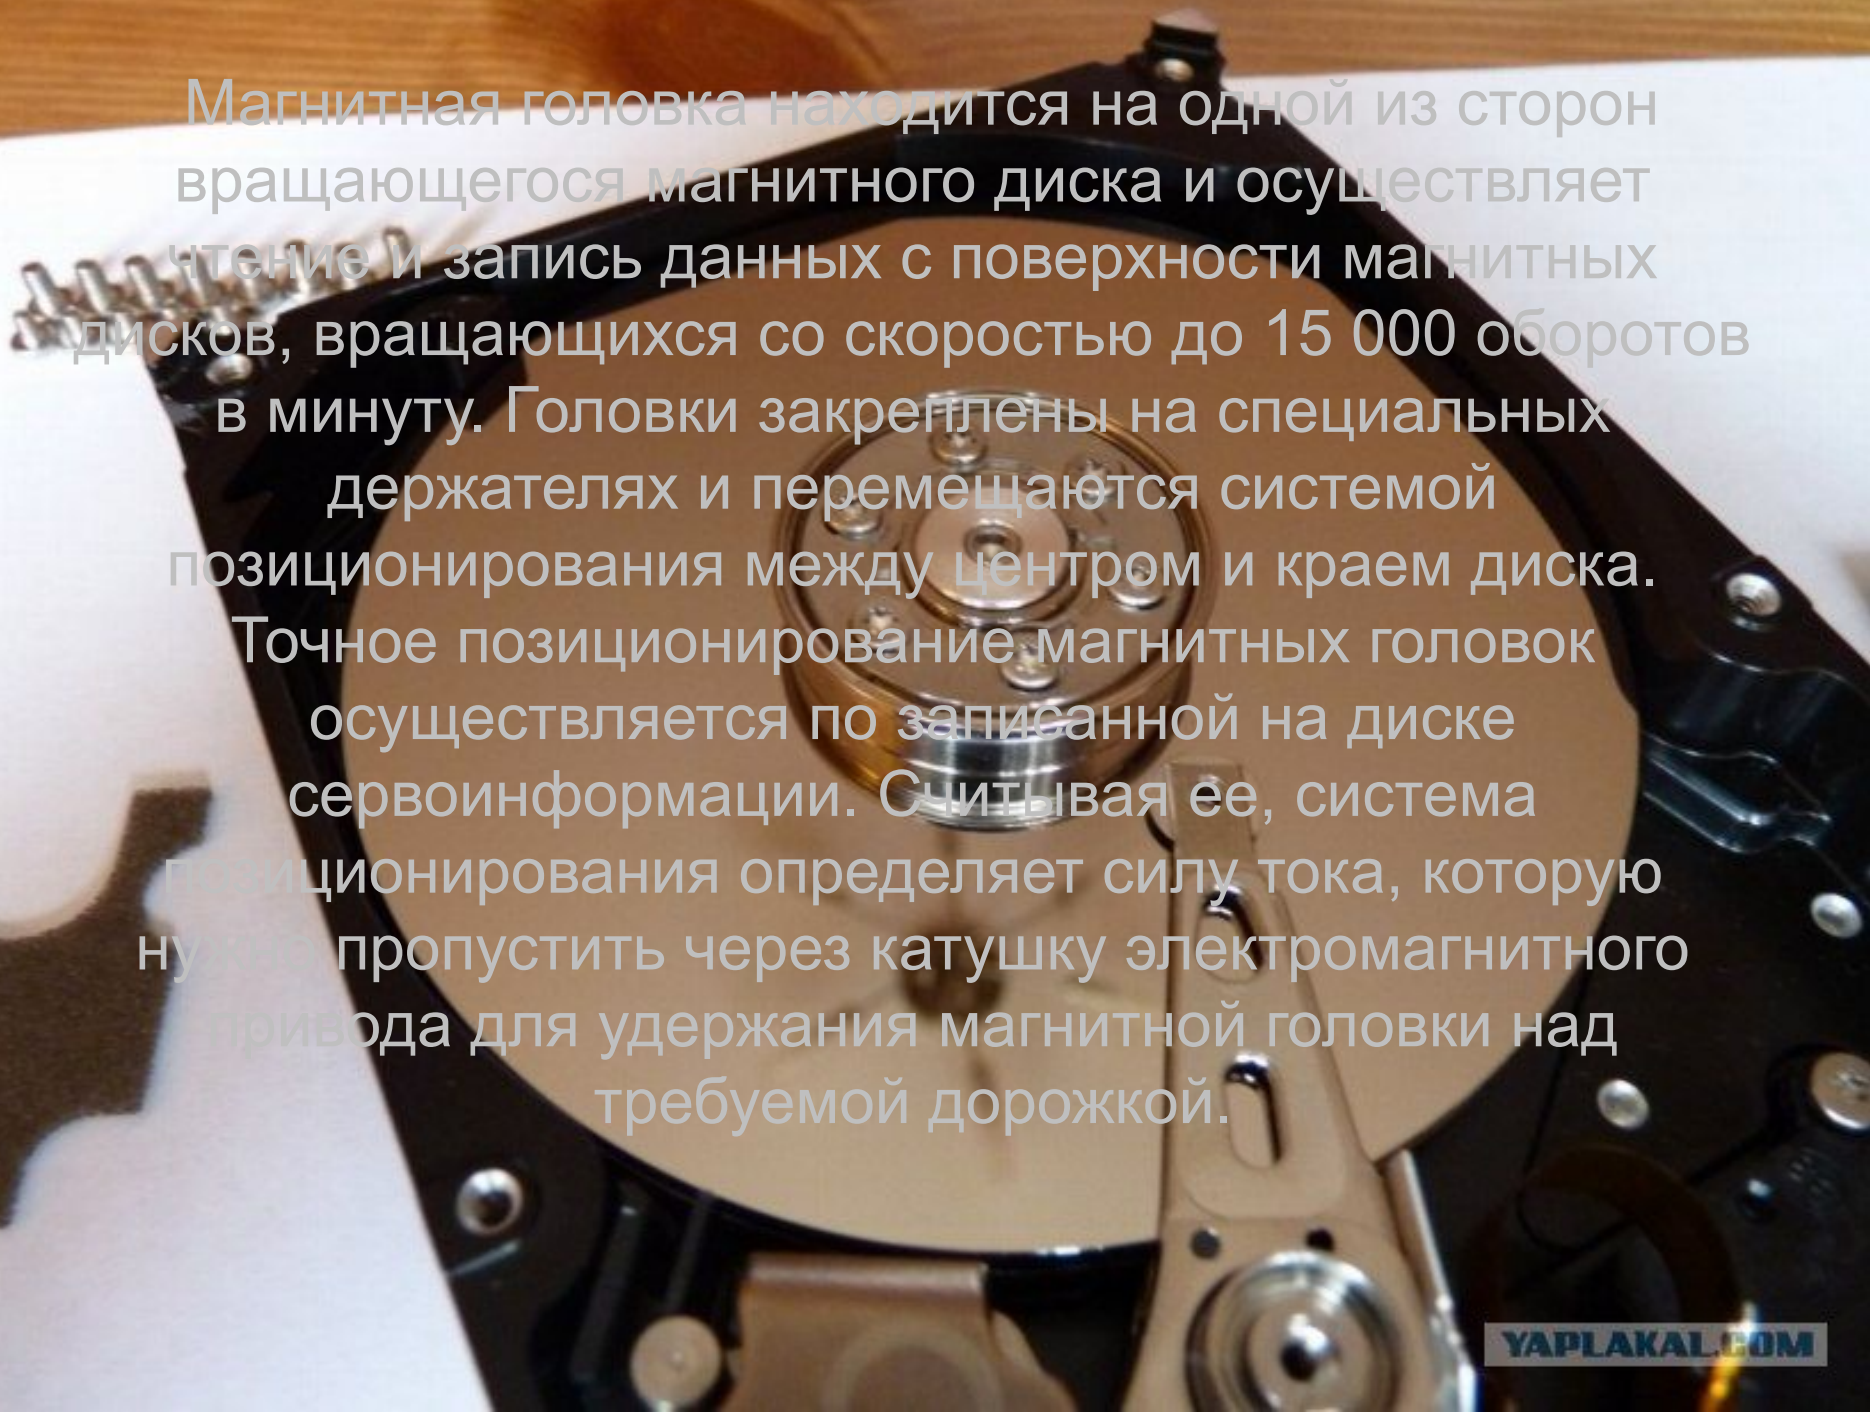 Магнитная головка находится на одной из сторон
вращающегося магнитного диска и осуществляет
чтение и запись данных с поверхности магнитных
дисков, вращающихся со скоростью до 15 000 оборотов
в минуту. Головки закреплены на специальных
держателях и перемещаются системой
позиционирования между центром и краем диска.
Точное позиционирование магнитных головок
осуществляется по записанной на диске
сервоинформации. Считывая ее, система
позиционирования определяет силу тока, которую
нужно пропустить через катушку электромагнитного
привода для удержания магнитной головки над
требуемой дорожкой.
YAPLAKAL.COM